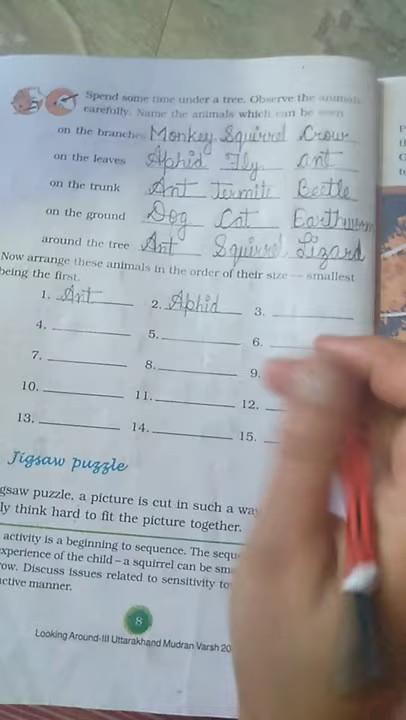 Spend some time under a tree. Observe the animals
carefully. Name the animals which can be seen
on the branches Monkey Squirrel Crow
on the leaves Aphid Fly ant
on the trunk Ant termite Beetle
on the ground Dog Cat Earthworm
around the tree Ant Squirrel Lizard
Now arrange these animals in the order of their size — smallest
being the first.
1. Ant 2. Aphid 3.
4. 5. 6.
7. 8. 9.
10. 11. 12.
13. 14. 15.
Jigsaw puzzle
gsaw puzzle, a picture is cut in such a wa
ly think hard to fit the picture together.
activity is a beginning to sequence. The sequ
xperience of the child – a squirrel can be sm
ow. Discuss issues related to sensitivity to
active manner.
8
Looking Around-III Uttarakhand Mudran Varsh 20